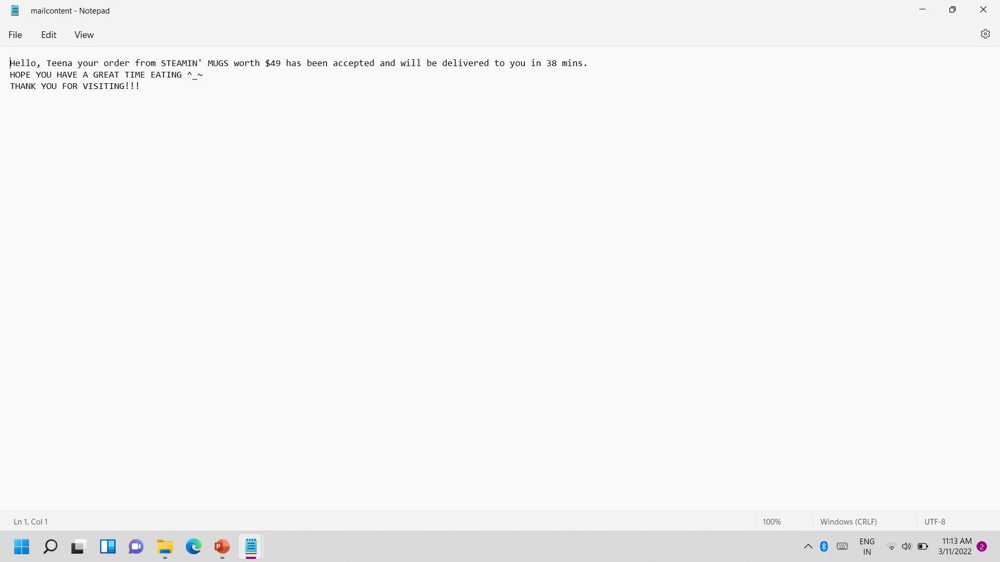 mailcontent - Notepad
File Edit View
Hello, Teena your order from STEAMIN' MUGS worth $49 has been accepted and will be delivered to you in 38 mins.
HOPE YOU HAVE A GREAT TIME EATING ^_~
THANK YOU FOR VISITING!!!
Ln 1, Col 1 100% Windows (CRLF) UTF-8
P
ENG 11:13 AM
IN 3/11/2022 2